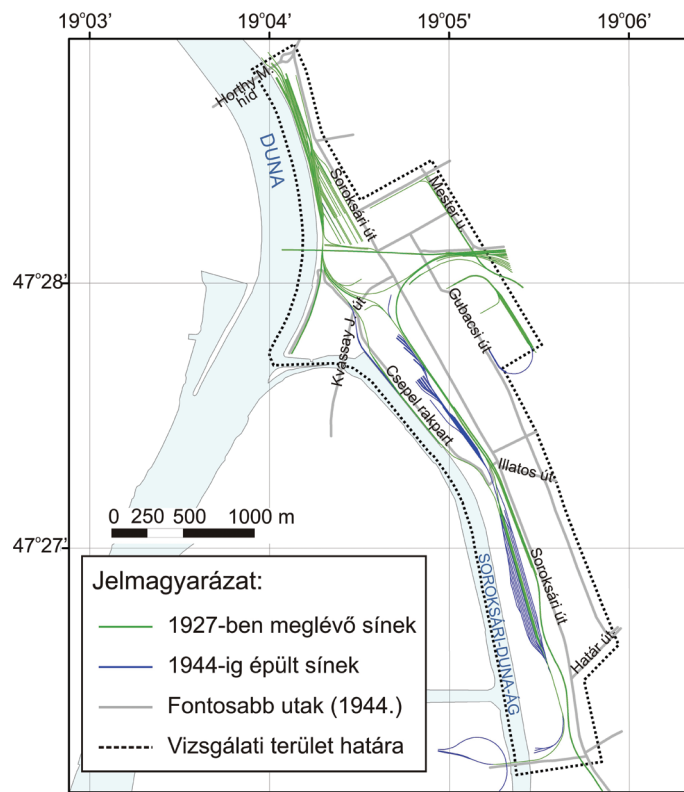 19°03' 19°04' 19°05' 19°06'
Horthy M.
híd
DUNA
Soroksári út
Mester u.
47°28'
Gubacsi út
Kvassay J. út
Csepel rakpart
Illatos út
0 250 500 1000 m
47°27'
SOROKSÁRI-DUNA-ÁG
Soroksári út
Határ út
Jelmagyarázat:
1927-ben meglévő sínek
1944-ig épült sínek
Fontosabb utak (1944.)
Vizsgálati terület határa